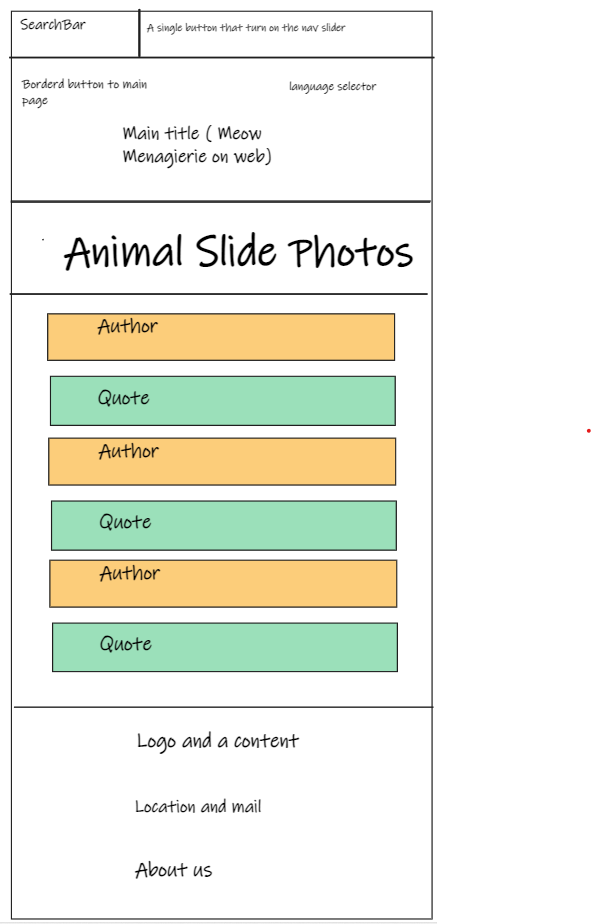 SearchBar
A single button that turn on the nav slider
Borderd button to main
page
language selector
Main title ( Meow
Menagierie on web)
Animal Slide Photos
Author
Quote
Author
Quote
Author
Quote
Logo and a content
Location and mail
About us